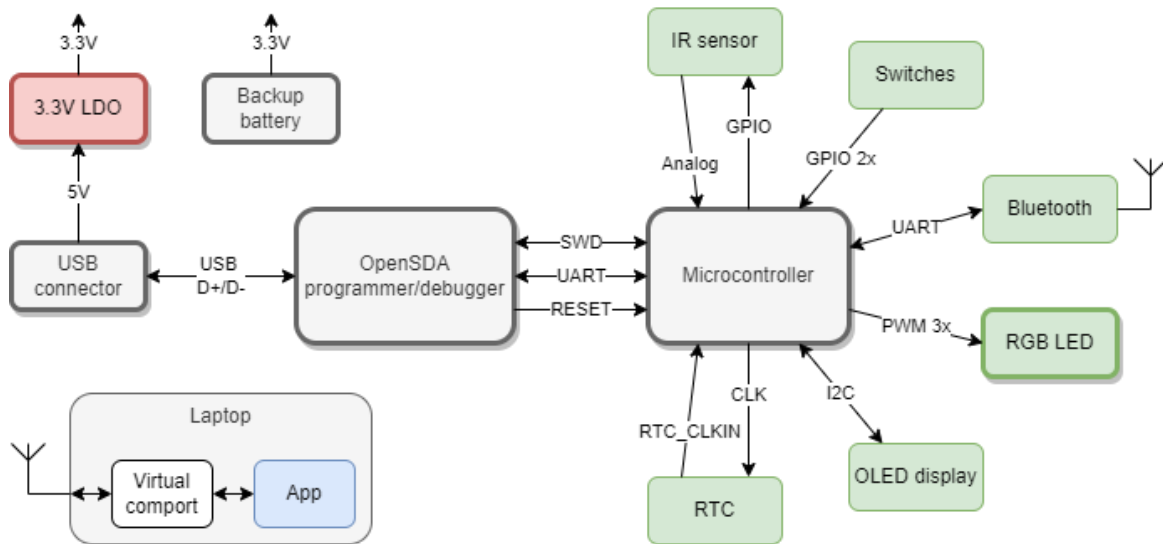 3.3V
3.3V
IR sensor
Switches
3.3V LDO
Backup
battery
GPIO
GPIO 2x
Analog
5V
Bluetooth
UART
USB
connector
USB
D+/D-
OpenSDA
programmer/debugger
SWD
UART
RESET
Microcontroller
PWM 3x
RGB LED
CLK
I2C
Laptop
RTC_CLKIN
Virtual
comport
App
RTC
OLED display